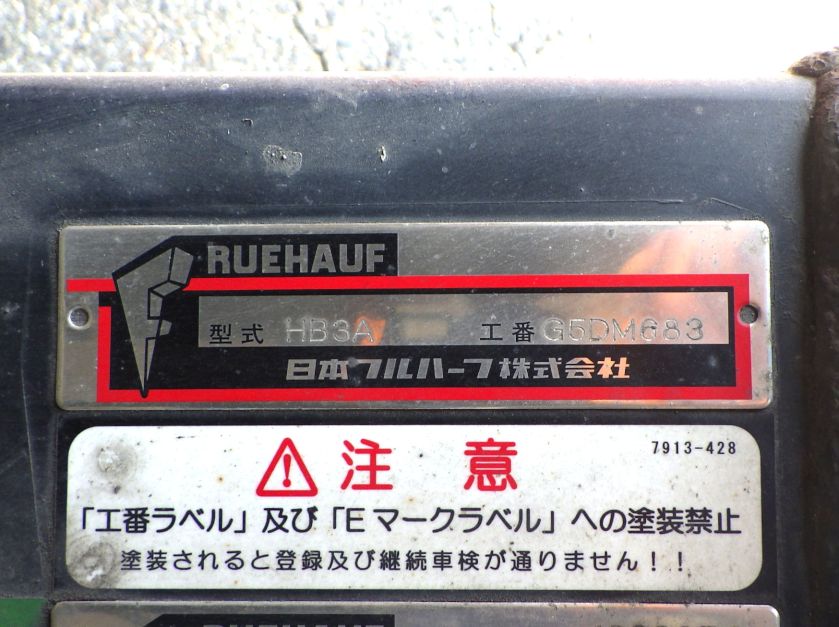 RUEHAUF
型式 HB3A 工番 G5DM683
日本フルハーフ株式会社
注意 7913-428
「工番ラベル」及び「Eマークラベル」への塗装禁止
塗装されると登録及び継続車検が通りません!!
RUEHAUF